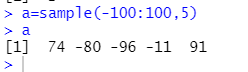 > a=sample(-100:100,5)
> a
[1]  74 -80 -96 -11  91
>